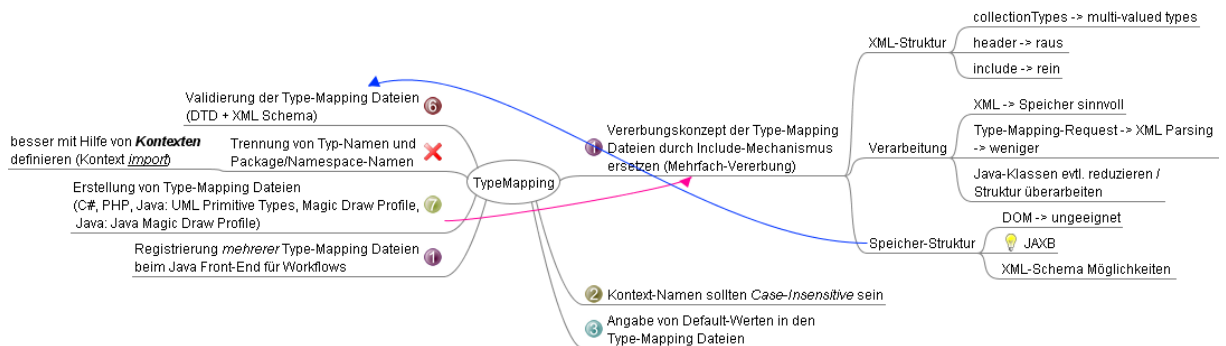 Validierung der Type-Mapping Dateien
(DTD + XML Schema)
6
besser mit Hilfe von Kontexten
definieren (Kontext import)
Trennung von Typ-Namen und
Package/Namespace-Namen
Erstellung von Type-Mapping Dateien
(C#, PHP, Java: UML Primitive Types, Magic Draw Profile,
Java: Java Magic Draw Profile)
7
Registrierung mehrerer Type-Mapping Dateien
beim Java Front-End für Workflows
1
TypeMapping
1
Vererbungskonzept der Type-Mapping
Dateien durch Include-Mechanismus
ersetzen (Mehrfach-Vererbung)
XML-Struktur
collectionTypes -> multi-valued types
header -> raus
include -> rein
Verarbeitung
XML -> Speicher sinnvoll
Type-Mapping-Request -> XML Parsing
-> weniger
Java-Klassen evtl. reduzieren /
Struktur überarbeiten
Speicher-Struktur
DOM -> ungeeignet
JAXB
XML-Schema Möglichkeiten
2
Kontext-Namen sollten Case-Insensitive sein
3
Angabe von Default-Werten in den
Type-Mapping Dateien